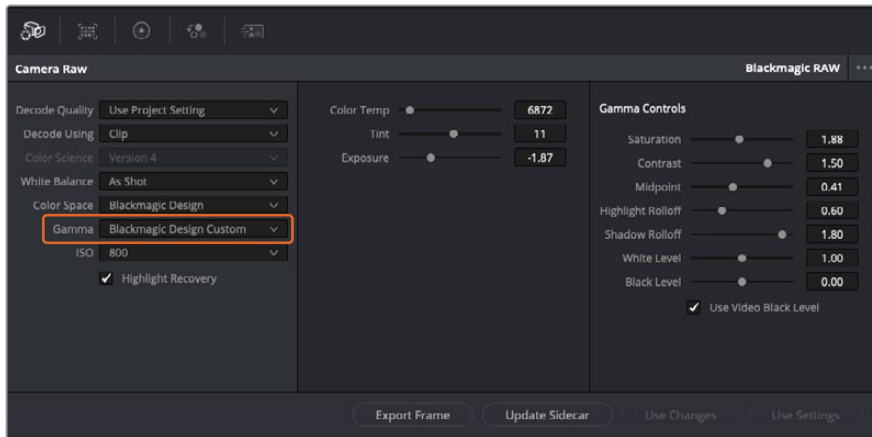 Camera Raw
Blackmagic RAW
Decode Quality Use Project Setting
Decode Using Clip
Color Science Version 4
White Balance As Shot
Color Space Blackmagic Design
Gamma Blackmagic Design Custom
ISO 800
Highlight Recovery
Color Temp 6872
Tint 11
Exposure -1.87
Gamma Controls
Saturation 1.88
Contrast 1.50
Midpoint 0.41
Highlight Rolloff 0.60
Shadow Rolloff 1.80
White Level 1.00
Black Level 0.00
Use Video Black Level
Export Frame Update Sidecar Use Changes Use Settings